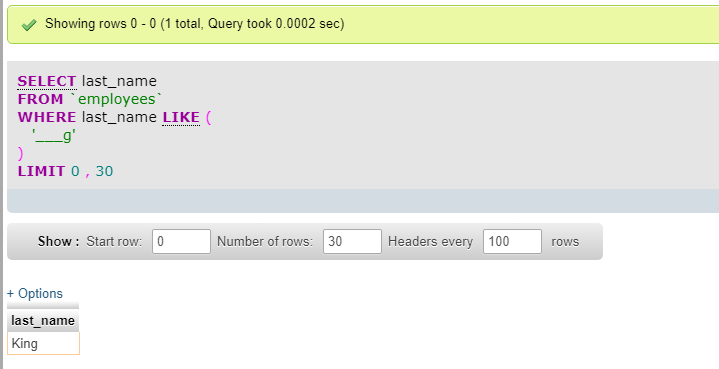 Showing rows 0 - 0 (1 total, Query took 0.0002 sec)
SELECT last_name
FROM `employees`
WHERE last_name LIKE (
'___g'
)
LIMIT 0 , 30
Show : Start row: 0 Number of rows: 30 Headers every 100 rows
+ Options
last_name
King